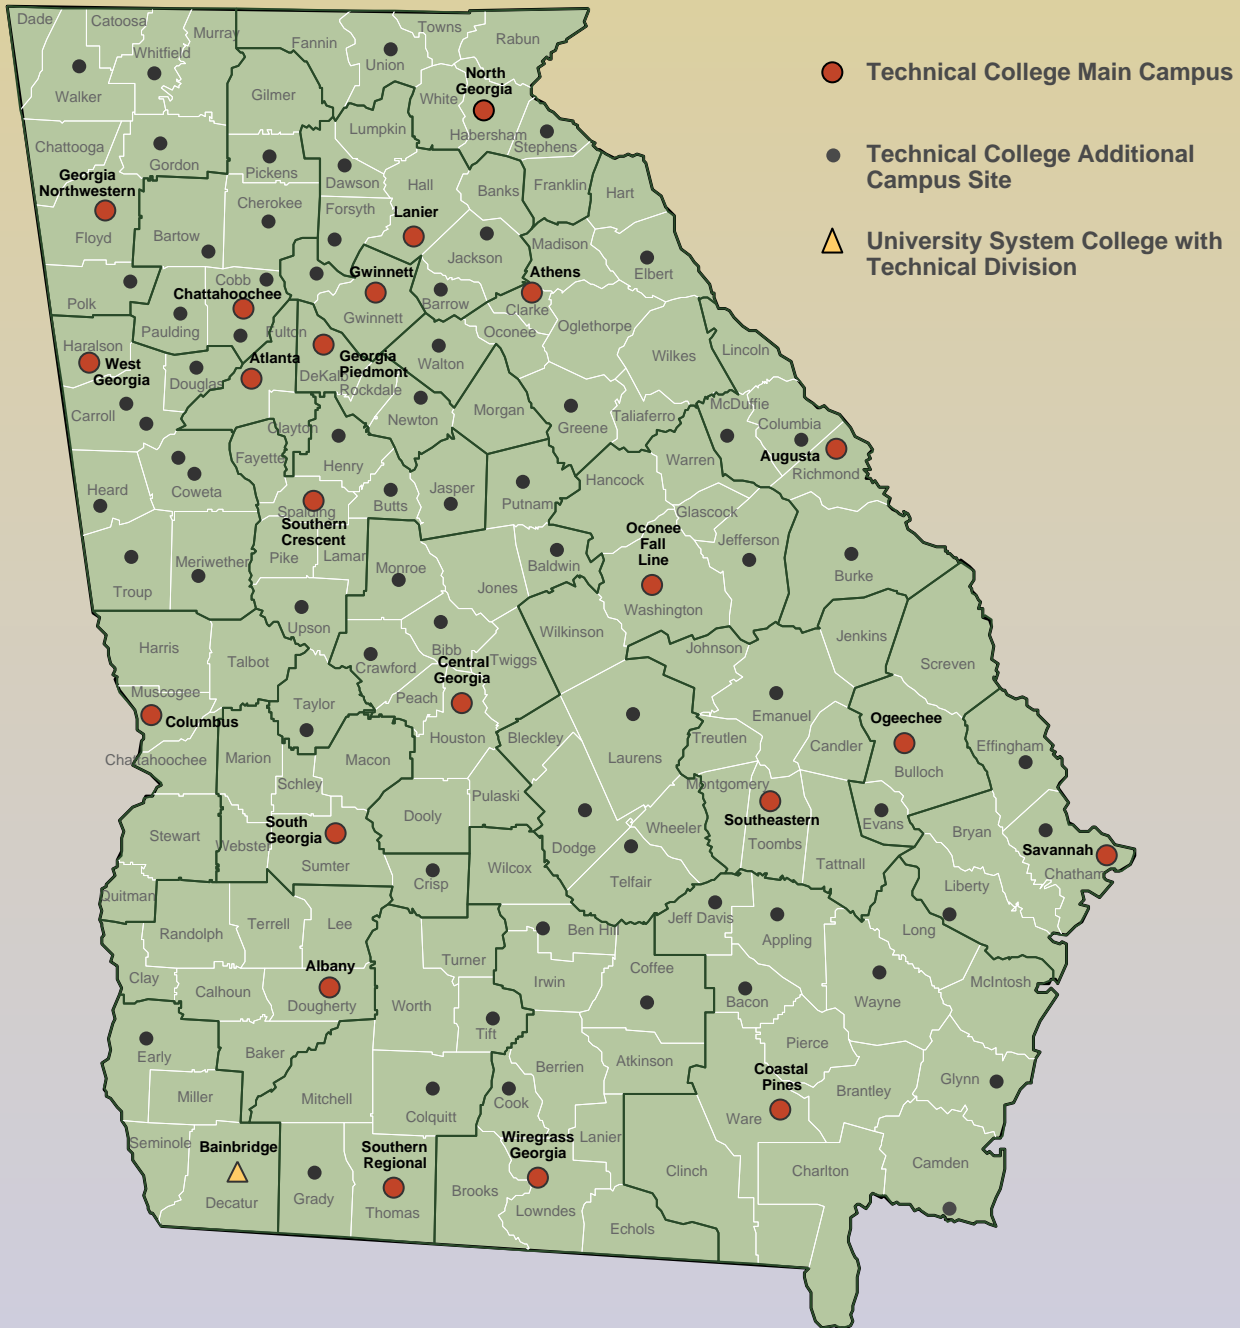 Dade
Catoosa
Whitfield
Murray
Fannin
Union
Towns
Rabun
Walker
Gilmer
White
North
Georgia
Habersham
Stephens
Technical College Main Campus
Technical College Additional
Campus Site
University System College with
Technical Division
Chattooga
Gordon
Pickens
Lumpkin
Dawson
Hall
Banks
Franklin
Hart
Georgia
Northwestern
Floyd
Bartow
Cherokee
Forsyth
Lanier
Jackson
Madison
Elbert
Polk
Cobb
Chattahoochee
Paulding
Fulton
Gwinnett
Gwinnett
Barrow
Athens
Clarke
Oconee
Oglethorpe
Wilkes
Lincoln
Haralson
West
Georgia
Douglas
Atlanta
Georgia
Piedmont
DeKalb
Rockdale
Walton
Newton
Morgan
Greene
Taliaferro
McDuffie
Columbia
Augusta
Richmond
Carroll
Clayton
Fayette
Henry
Heard
Coweta
Spalding
Southern
Crescent
Butts
Jasper
Putnam
Hancock
Warren
Glascock
Jefferson
Burke
Troup
Meriwether
Pike
Lamar
Monroe
Jones
Baldwin
Oconee
Fall
Line
Washington
Upson
Harris
Talbot
Muscogee
Columbus
Taylor
Crawford
Bibb
Central
Georgia
Peach
Houston
Twiggs
Wilkinson
Johnson
Jenkins
Screven
Emanuel
Chattahoochee
Marion
Schley
Macon
Bleckley
Laurens
Treutlen
Candler
Ogeechee
Bulloch
Effingham
Stewart
Webster
South
Georgia
Sumter
Dooly
Pulaski
Dodge
Wheeler
Montgomery
Southeastern
Toombs
Tattnall
Evans
Bryan
Savannah
Chatham
Quitman
Randolph
Terrell
Lee
Crisp
Wilcox
Telfair
Jeff Davis
Appling
Long
Liberty
Clay
Calhoun
Albany
Dougherty
Worth
Turner
Ben Hill
Irwin
Coffee
Bacon
Wayne
McIntosh
Early
Baker
Tift
Miller
Mitchell
Colquitt
Cook
Berrien
Atkinson
Pierce
Coastal
Pines
Ware
Brantley
Glynn
Seminole
Bainbridge
Decatur
Grady
Southern
Regional
Thomas
Brooks
Wiregrass
Georgia
Lowndes
Lanier
Echols
Clinch
Charlton
Camden